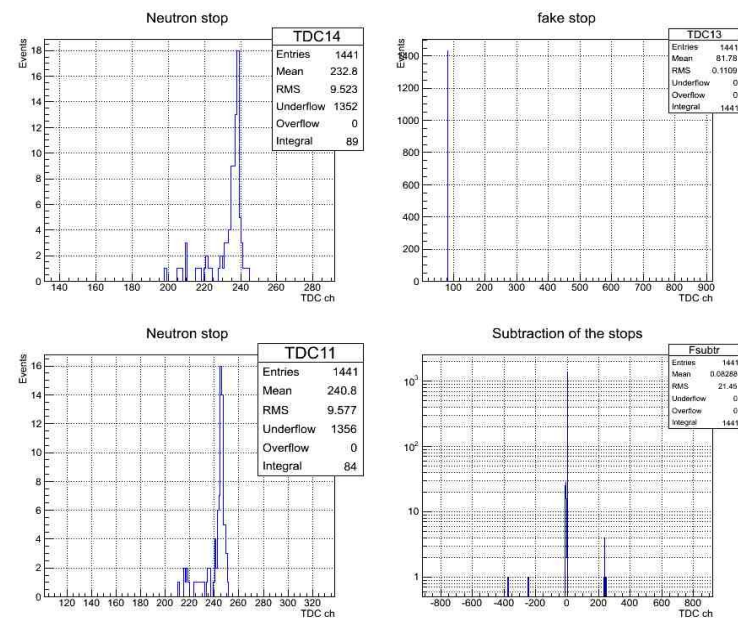 Neutron stop
TDC14
Entries 1441
Mean 232.8
RMS 9.523
Underflow 1352
Overflow 0
Integral 89
Events
18
16
14
12
10
8
6
4
2
0
140 160 180 200 220 240 260 280
TDC ch
fake stop
TDC13
Entries 1441
Mean 81.78
RMS 0.1109
Underflow 0
Overflow 0
Integral 1441
Events
1400
1200
1000
800
600
400
200
0
100 200 300 400 500 600 700 800 900
TDC ch
Neutron stop
TDC11
Entries 1441
Mean 240.8
RMS 9.577
Underflow 1356
Overflow 0
Integral 84
Events
16
14
12
10
8
6
4
2
0
120 140 160 180 200 220 240 260 280 300 320
TDC ch
Subtraction of the stops
Fsubtr
Entries 1441
Mean 0.08288
RMS 21.45
Underflow 0
Overflow 0
Integral 1441
10³
10²
10
1
-800 -600 -400 -200 0 200 400 600 800
TDC ch